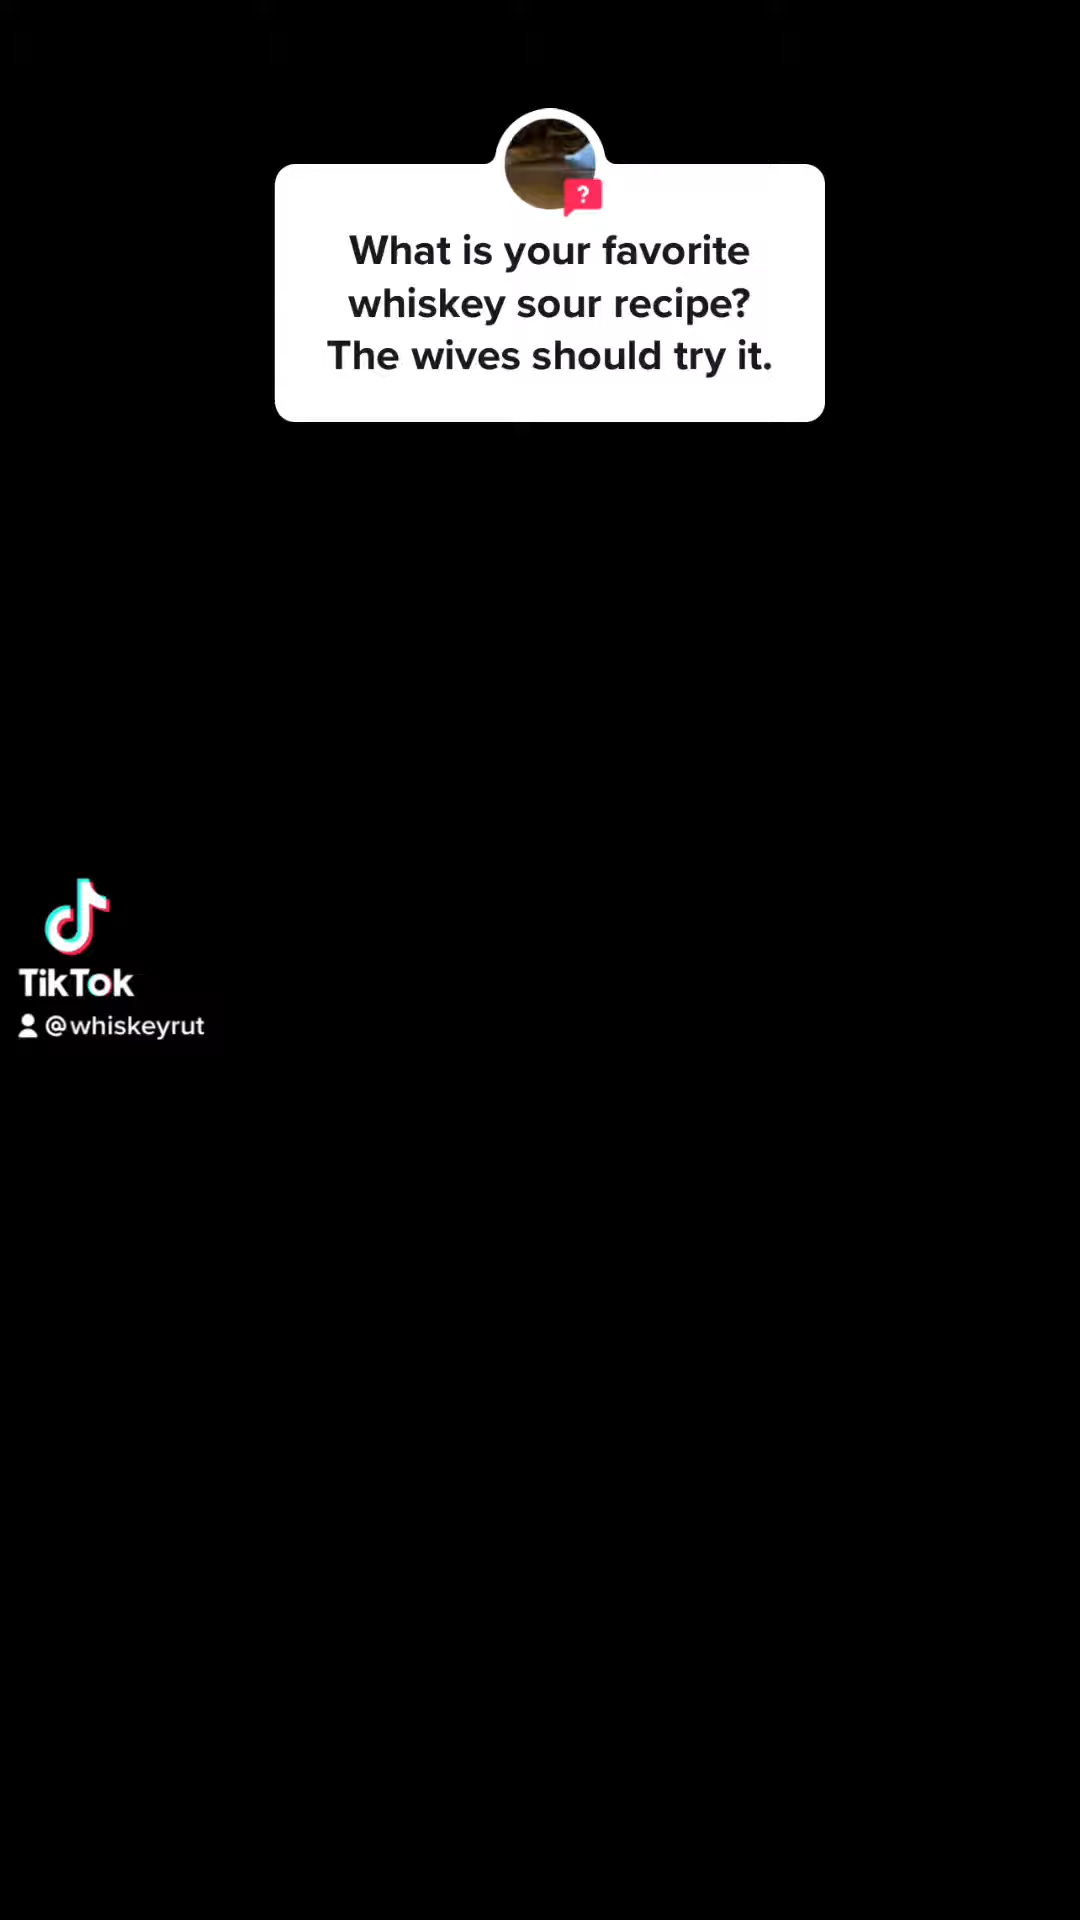 ?
What is your favorite
whiskey sour recipe?
The wives should try it.
TikTok
@whiskeyrut